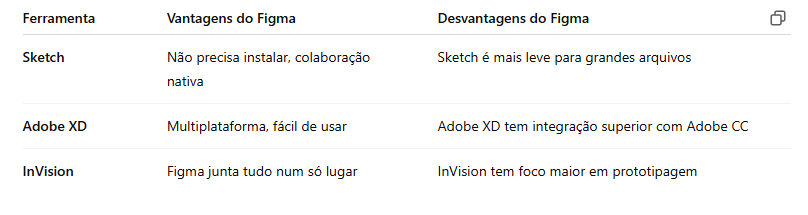 Ferramenta Vantagens do Figma Desvantagens do Figma
Sketch Não precisa instalar, colaboração Sketch é mais leve para grandes arquivos
nativa
Adobe XD Multiplataforma, fácil de usar Adobe XD tem integração superior com Adobe CC
InVision Figma junta tudo num só lugar InVision tem foco maior em prototipagem